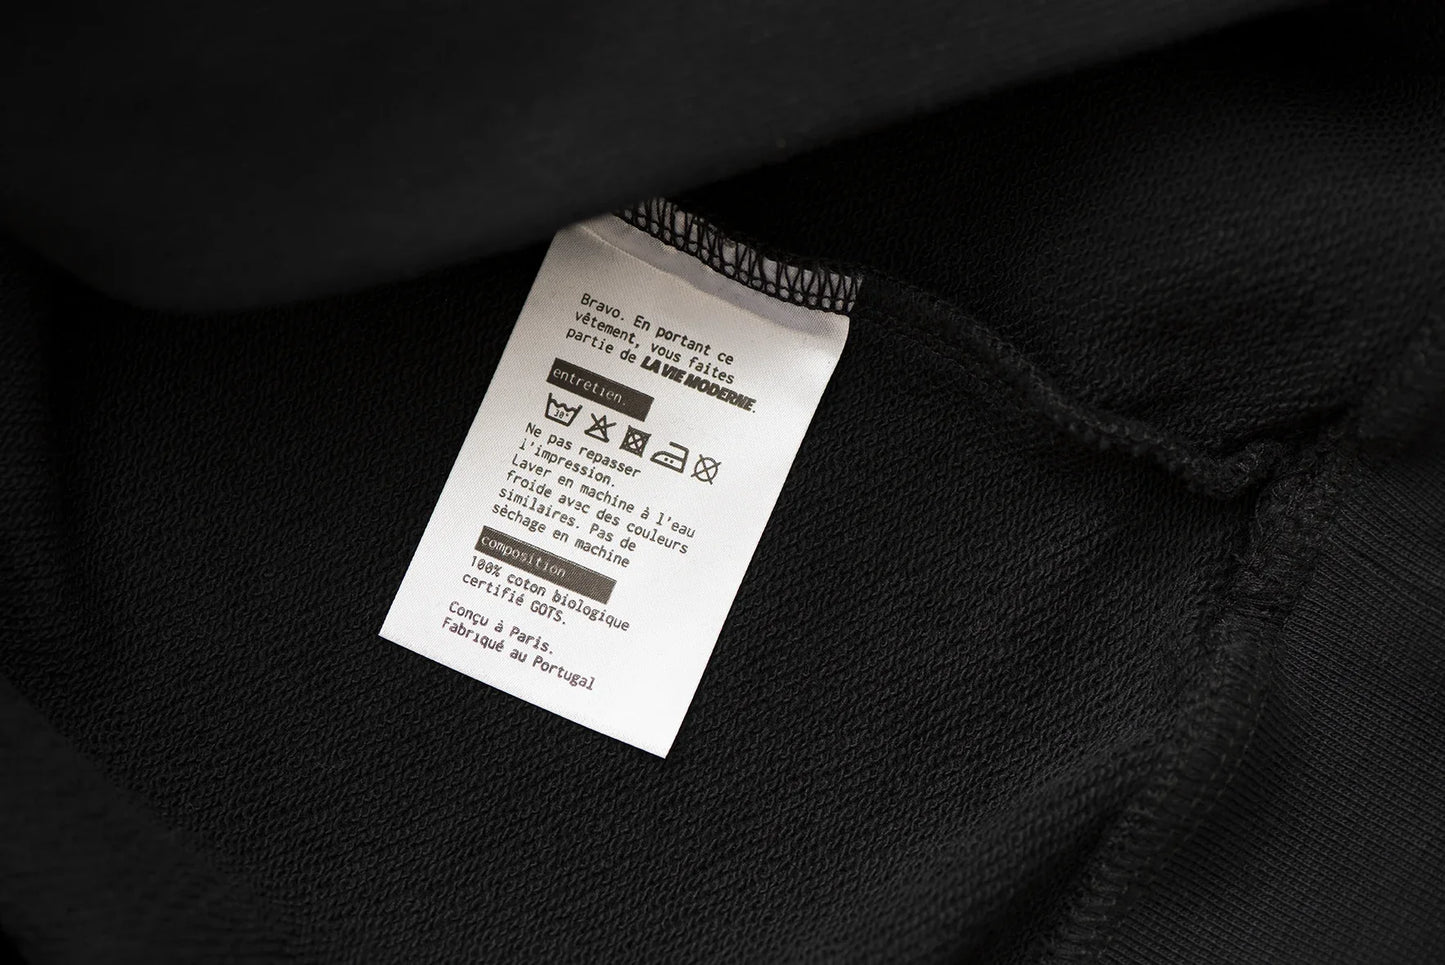 Bravo. En portant ce
vêtement, vous faites
partie de LA VIE MODERNE.
entretien.
30°
Ne pas repasser
l'impression.
Laver en machine à l'eau
froide avec des couleurs
similaires. Pas de
sèchage en machine
composition
100% coton biologique
certifié GOTS.
Conçu à Paris.
Fabriqué au Portugal